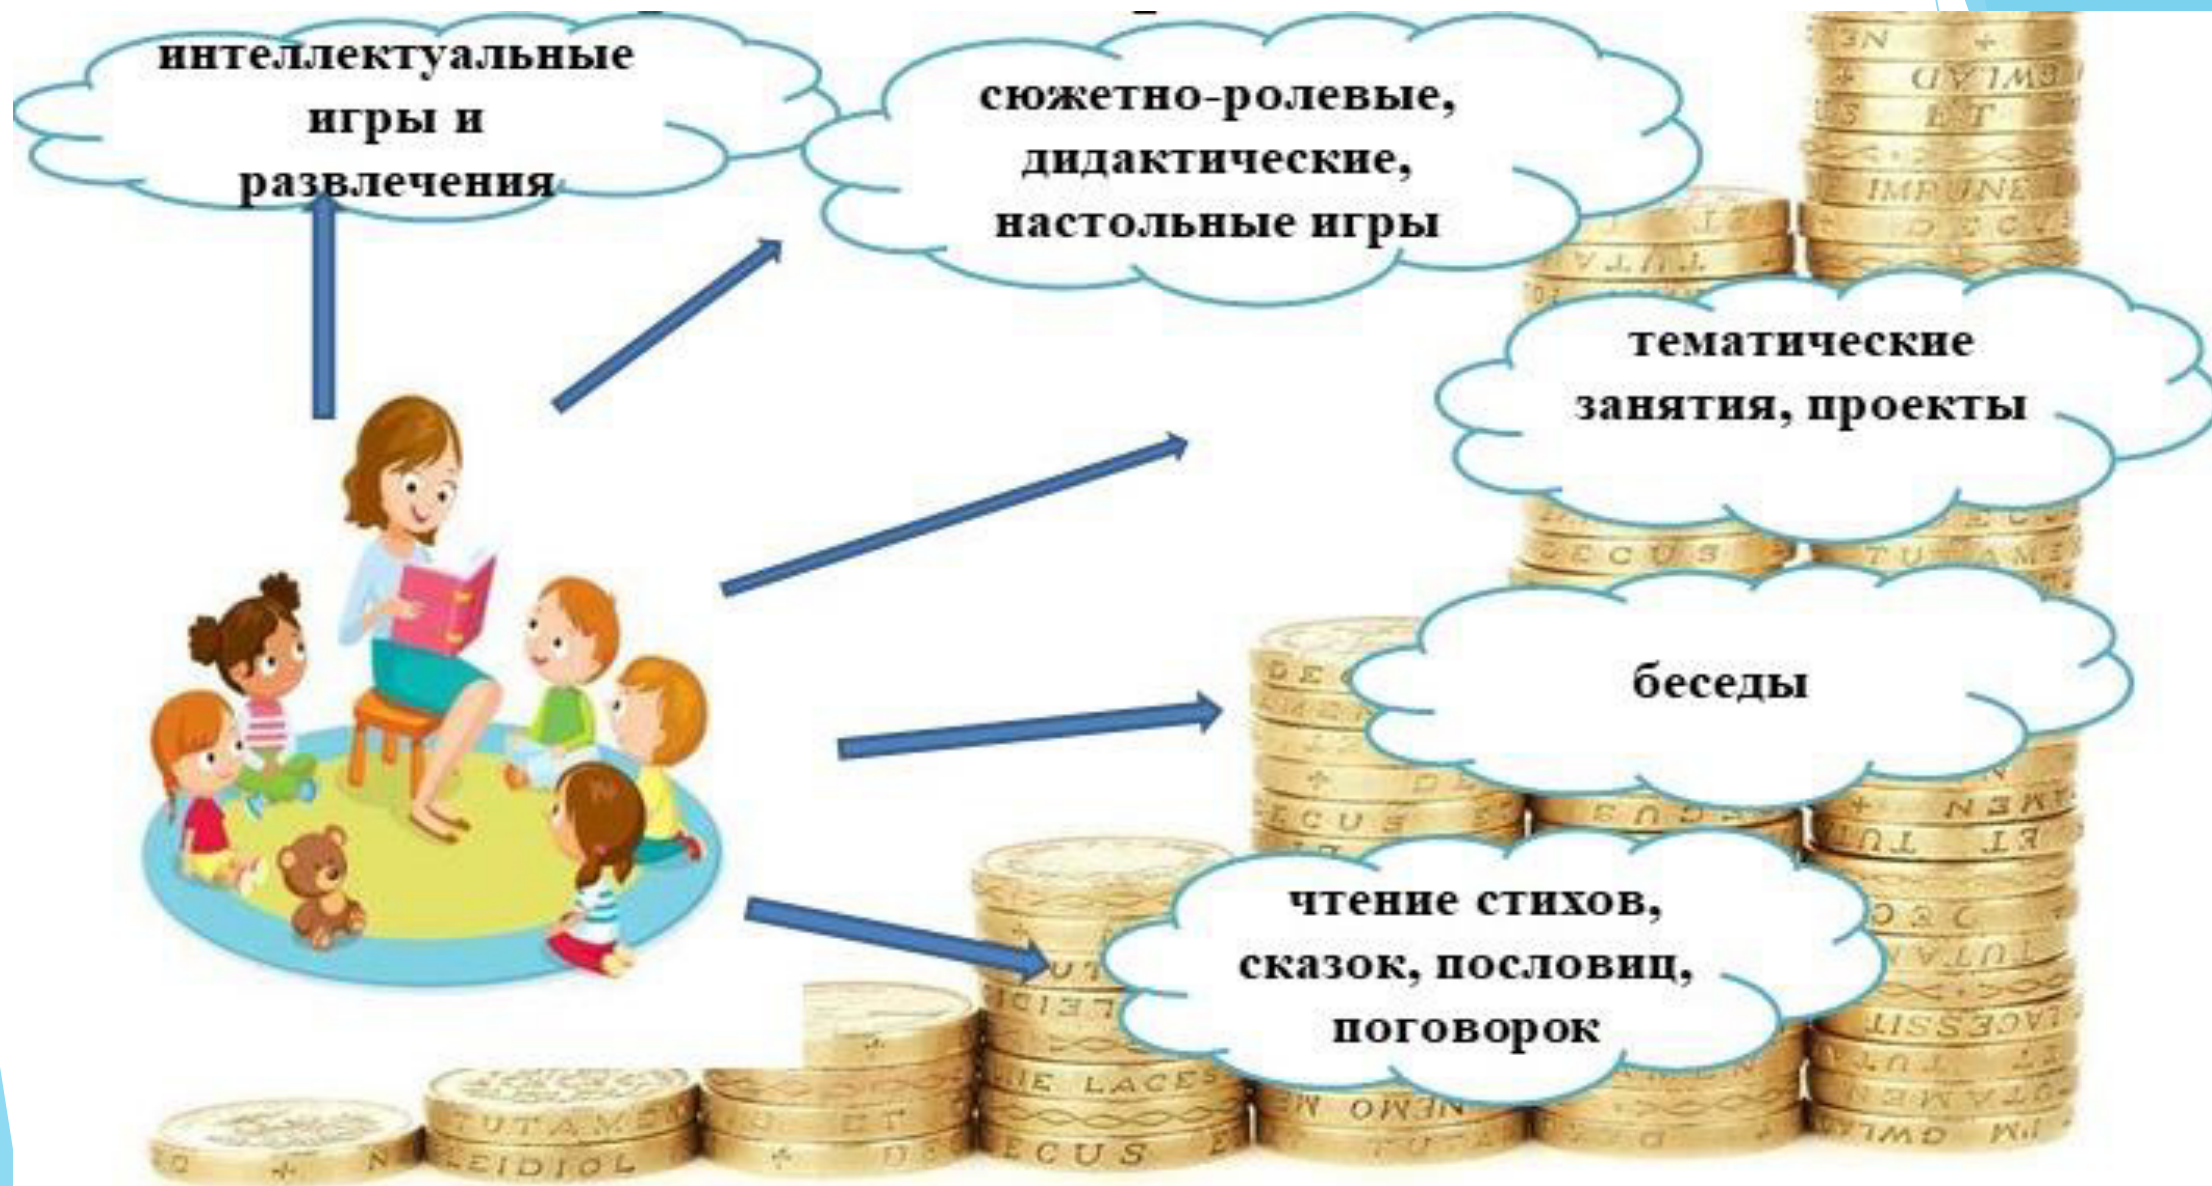 интеллектуальные
игры и
развлечения
сюжетно-ролевые,
дидактические,
настольные игры
тематические
занятия, проекты
беседы
чтение стихов,
сказок, пословиц,
поговорок